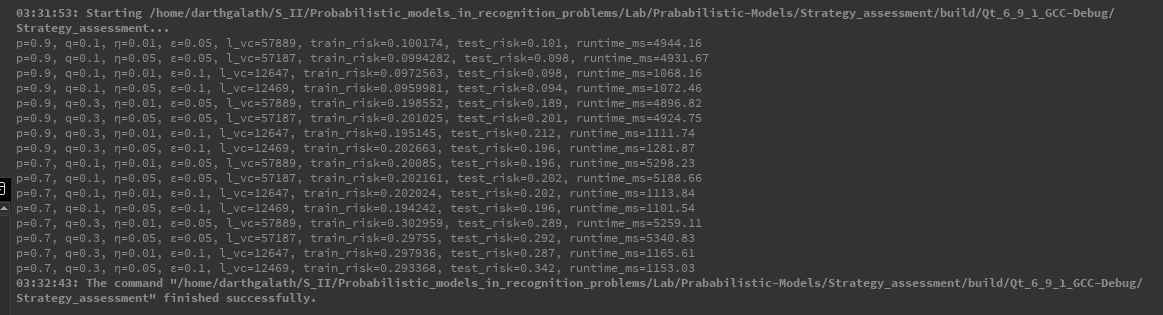 03:31:53: Starting /home/darthgalath/S_II/Probabilistic_models_in_recognition_problems/Lab/Prababilistic-Models/Strategy_assessment/build/Qt_6_9_1_GCC-Debug/
Strategy_assessment...
p=0.9, q=0.1, η=0.01, ε=0.05, l_vc=57889, train_risk=0.100174, test_risk=0.101, runtime_ms=4944.16
p=0.9, q=0.1, η=0.05, ε=0.05, l_vc=57187, train_risk=0.0994282, test_risk=0.098, runtime_ms=4931.67
p=0.9, q=0.1, η=0.01, ε=0.1, l_vc=12647, train_risk=0.0972563, test_risk=0.098, runtime_ms=1068.16
p=0.9, q=0.1, η=0.05, ε=0.1, l_vc=12469, train_risk=0.0959981, test_risk=0.094, runtime_ms=1072.46
p=0.9, q=0.3, η=0.01, ε=0.05, l_vc=57889, train_risk=0.198552, test_risk=0.189, runtime_ms=4896.82
p=0.9, q=0.3, η=0.05, ε=0.05, l_vc=57187, train_risk=0.201025, test_risk=0.201, runtime_ms=4924.75
p=0.9, q=0.3, η=0.01, ε=0.1, l_vc=12647, train_risk=0.195145, test_risk=0.212, runtime_ms=1111.74
p=0.9, q=0.3, η=0.05, ε=0.1, l_vc=12469, train_risk=0.202663, test_risk=0.196, runtime_ms=1281.87
p=0.7, q=0.1, η=0.01, ε=0.05, l_vc=57889, train_risk=0.20085, test_risk=0.196, runtime_ms=5298.23
p=0.7, q=0.1, η=0.05, ε=0.05, l_vc=57187, train_risk=0.202161, test_risk=0.202, runtime_ms=5188.66
p=0.7, q=0.1, η=0.01, ε=0.1, l_vc=12647, train_risk=0.202024, test_risk=0.202, runtime_ms=1113.84
p=0.7, q=0.1, η=0.05, ε=0.1, l_vc=12469, train_risk=0.194242, test_risk=0.196, runtime_ms=1101.54
p=0.7, q=0.3, η=0.01, ε=0.05, l_vc=57889, train_risk=0.302959, test_risk=0.289, runtime_ms=5259.11
p=0.7, q=0.3, η=0.05, ε=0.05, l_vc=57187, train_risk=0.29755, test_risk=0.292, runtime_ms=5340.83
p=0.7, q=0.3, η=0.01, ε=0.1, l_vc=12647, train_risk=0.297936, test_risk=0.287, runtime_ms=1165.61
p=0.7, q=0.3, η=0.05, ε=0.1, l_vc=12469, train_risk=0.293368, test_risk=0.342, runtime_ms=1153.03
03:32:43: The command "/home/darthgalath/S_II/Probabilistic_models_in_recognition_problems/Lab/Prababilistic-Models/Strategy_assessment/build/Qt_6_9_1_GCC-Debug/
Strategy_assessment" finished successfully.